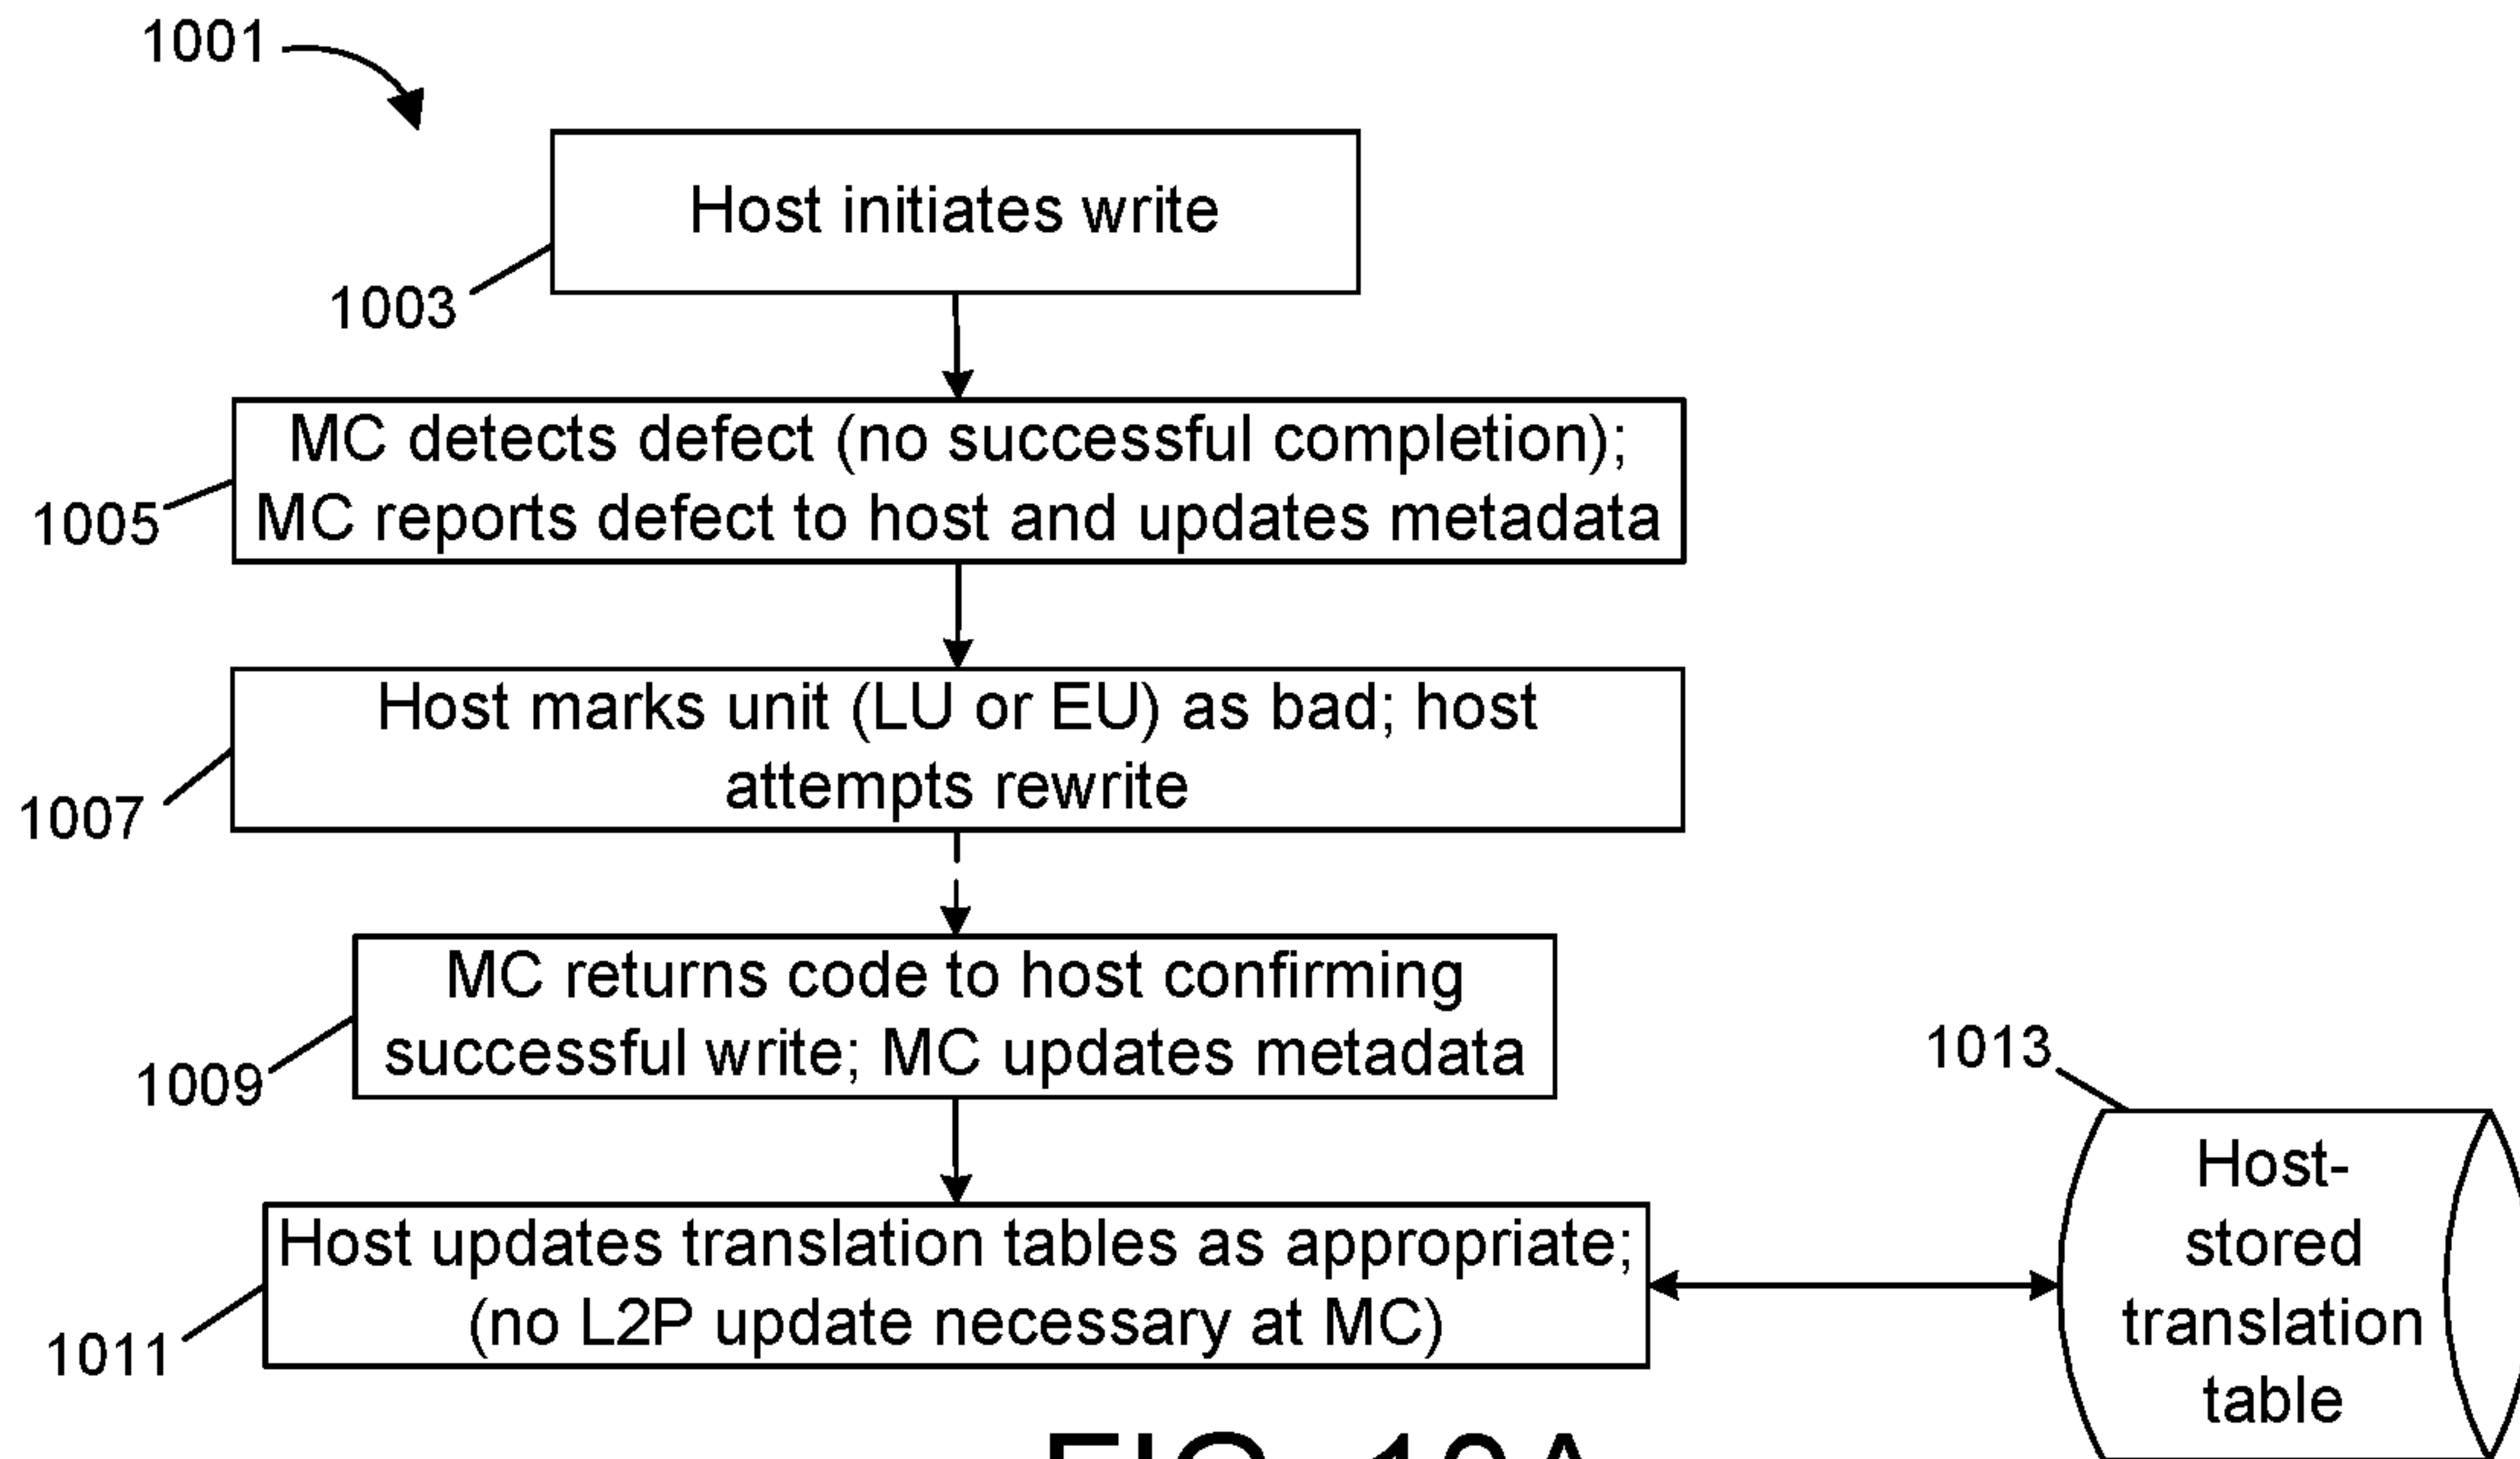 1001
Host initiates write
1003
MC detects defect (no successful completion);
MC reports defect to host and updates metadata
1005
Host marks unit (LU or EU) as bad; host
attempts rewrite
1007
MC returns code to host confirming
successful write; MC updates metadata
1009
1013
Host updates translation tables as appropriate;
(no L2P update necessary at MC)
1011
Host-
stored
translation
table